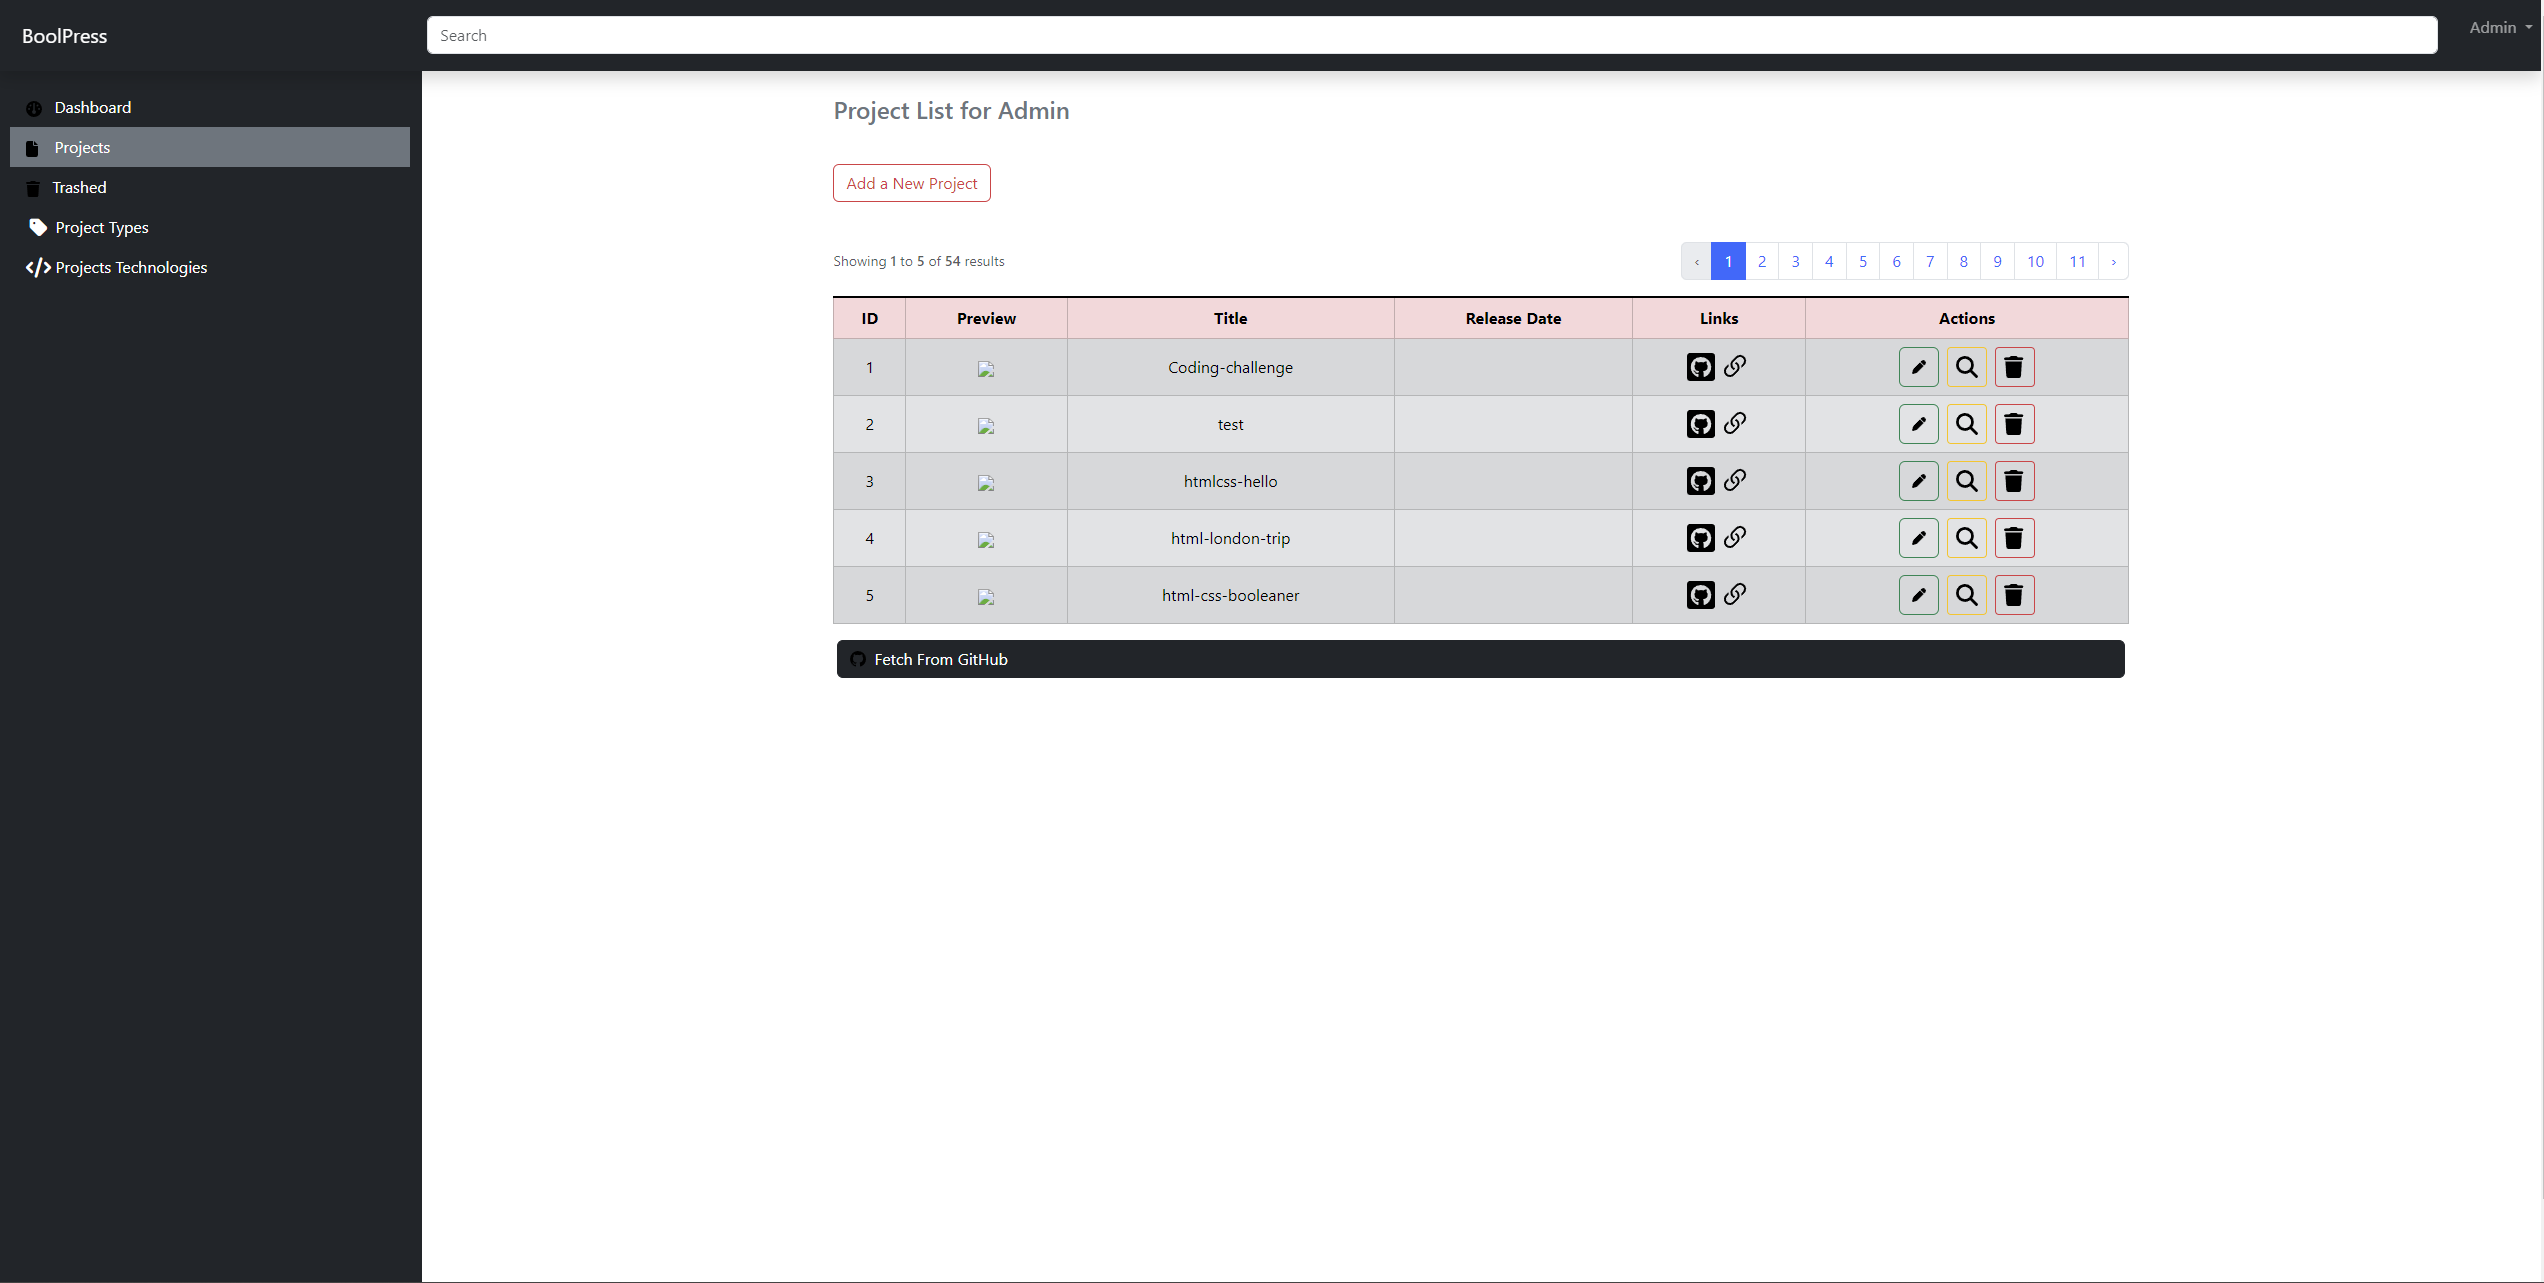 BoolPress
Search
Admin
Dashboard
Projects
Trashed
Project Types
Projects Technologies
Project List for Admin
Add a New Project
Showing 1 to 5 of 54 results
‹ 1 2 3 4 5 6 7 8 9 10 11 ›
ID Preview Title Release Date Links Actions
1 Coding-challenge
2 test
3 htmlcss-hello
4 html-london-trip
5 html-css-booleaner
Fetch From GitHub